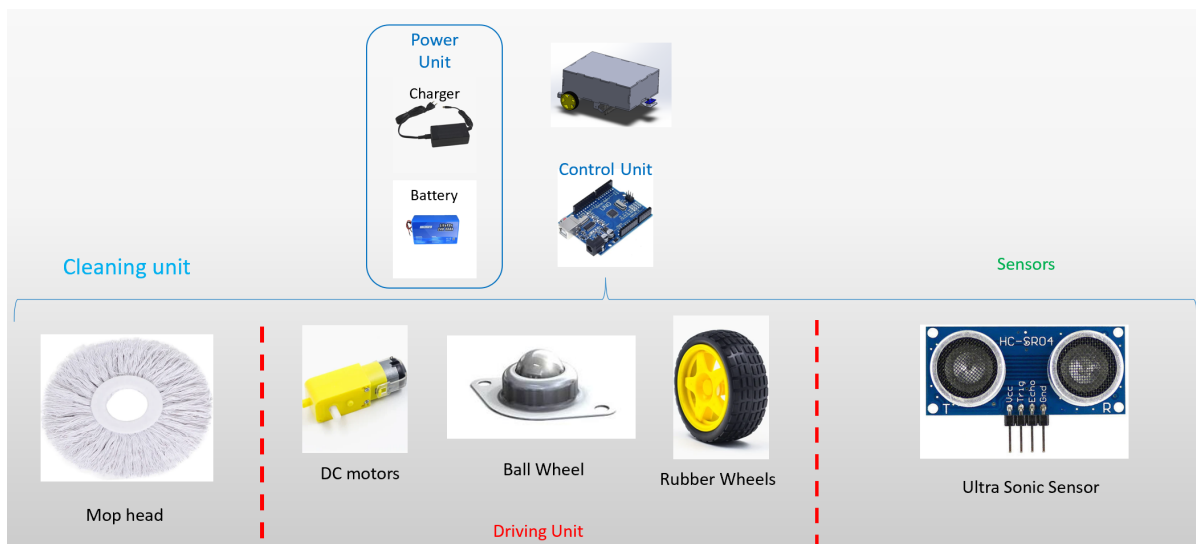 Power
Unit
Charger
Battery
Control Unit
UNO
Cleaning unit
Sensors
Mop head
DC motors
Ball Wheel
Rubber Wheels
Driving Unit
HC-SR04
Vcc
Trig
Echo
Gnd
T
R
Ultra Sonic Sensor